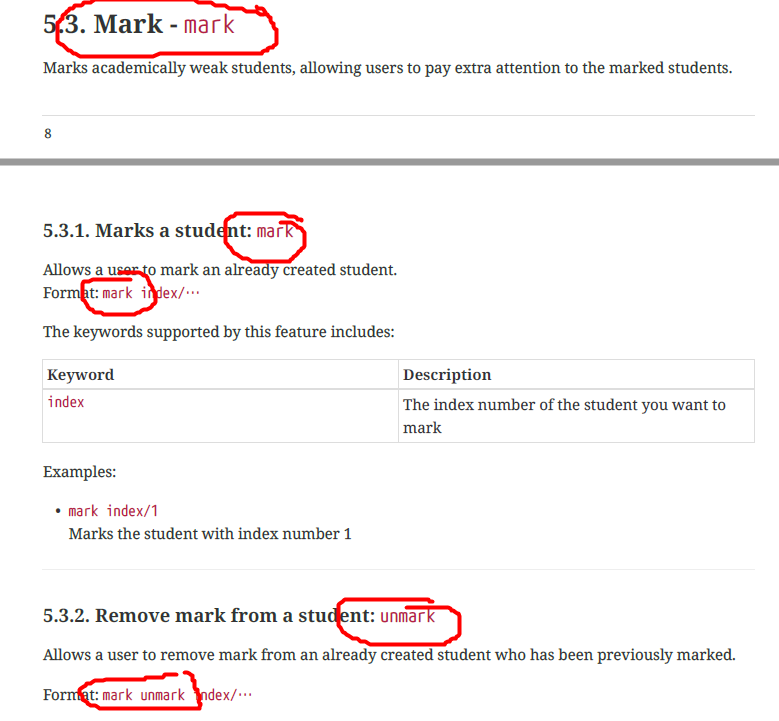 5.3. Mark - mark
Marks academically weak students, allowing users to pay extra attention to the marked students.
8
5.3.1. Marks a student: mark
Allows a user to mark an already created student.
Format: mark index/⋯
The keywords supported by this feature includes:
Keyword Description
index The index number of the student you want to
mark
Examples:
• mark index/1
Marks the student with index number 1
5.3.2. Remove mark from a student: unmark
Allows a user to remove mark from an already created student who has been previously marked.
Format: mark unmark index/⋯